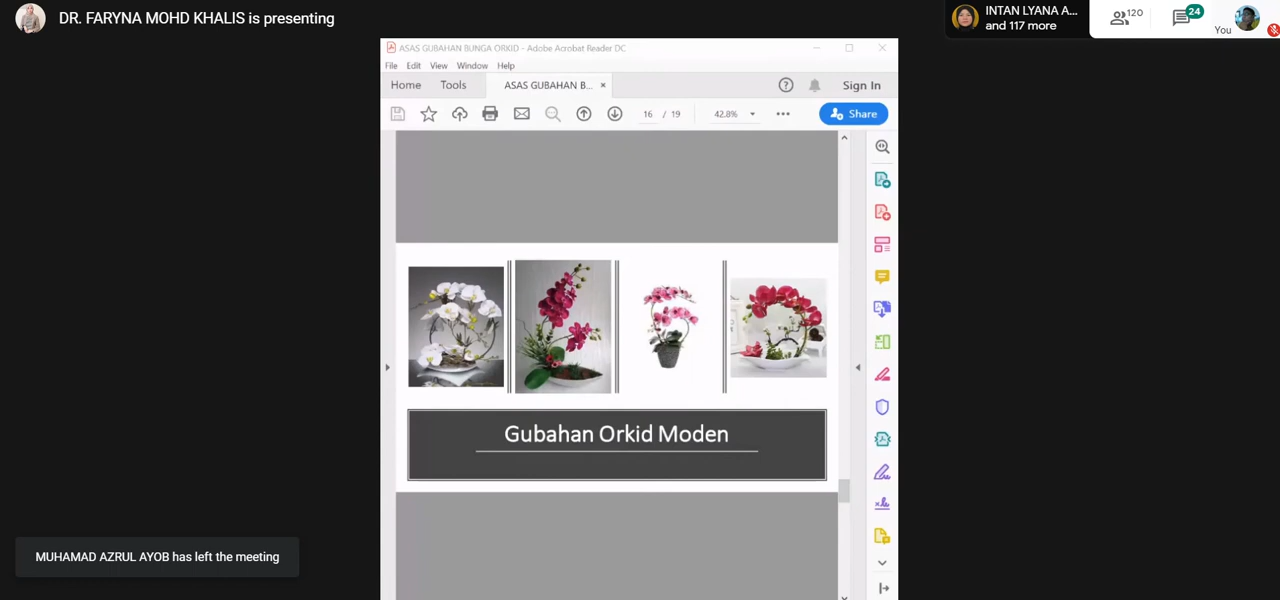 DR. FARYNA MOHD KHALIS is presenting
INTAN LYANA A...
and 117 more
120
24
You
ASAS GUBAHAN BUNGA ORKID - Adobe Acrobat Reader DC
File Edit View Window Help
Home Tools ASAS GUBAHAN B... × Sign In
16 / 19 42.8% Share
Gubahan Orkid Moden
MUHAMAD AZRUL AYOB has left the meeting